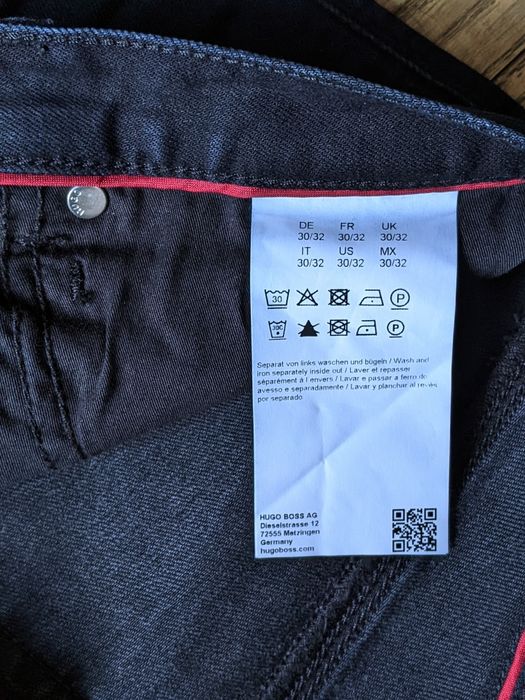 DE FR UK
30/32 30/32 30/32
IT US MX
30/32 30/32 30/32
30 P
30C P
Separat von links waschen und bügeln / Wash and
iron separately inside out / Laver et repasser
séparément à l'envers / Lavar e passar a ferro do
avesso e separadamente / Lavar y planchar al revés
por separado
HUGO BOSS AG
Dieselstrasse 12
72555 Metzingen
Germany
hugoboss.com